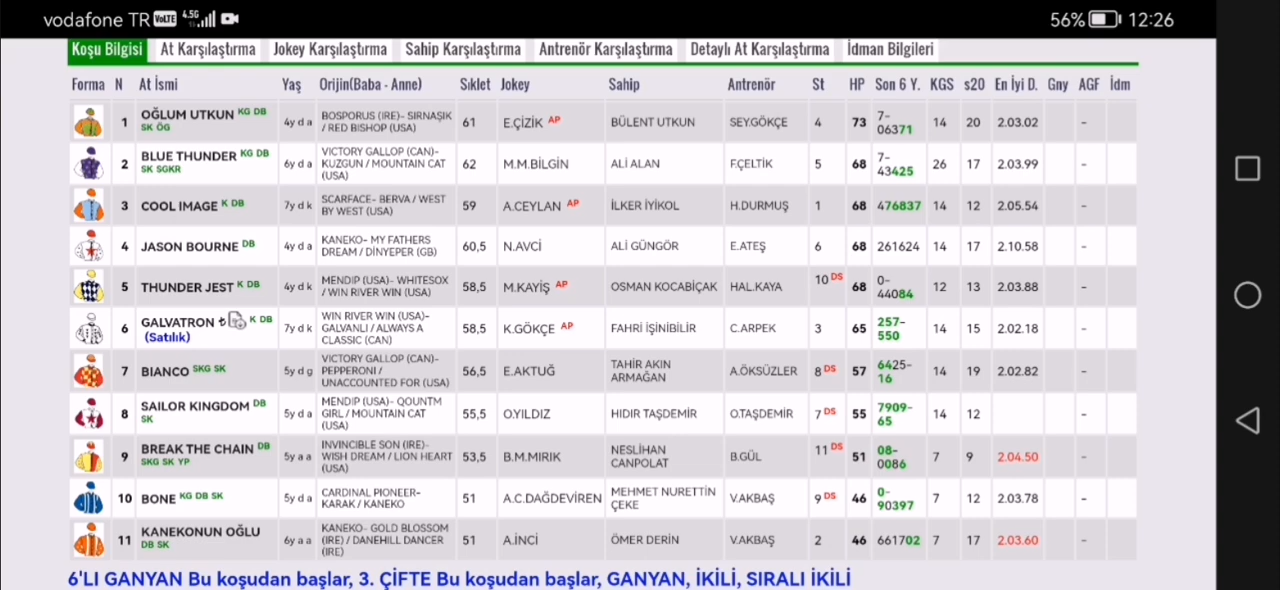 vodafone TR VoLTE 4.5G 56% 12:26
Koşu Bilgisi At Karşılaştırma Jokey Karşılaştırma Sahip Karşılaştırma Antrenör Karşılaştırma Detaylı At Karşılaştırma İdman Bilgileri
Forma N At İsmi Yaş Orijin(Baba - Anne) Sıklet Jokey Sahip Antrenör St HP Son 6 Y. KGS s20 En İyi D. Gny AGF İdm
1 OĞLUM UTKUN KG DB SK ÖG 4y d a BOSPORUS (IRE)- SIRNAŞIK / RED BISHOP (USA) 61 E.ÇİZİK AP BÜLENT UTKUN SEY.GÖKÇE 4 73 7-06371 14 20 2.03.02 -
2 BLUE THUNDER KG DB SK SGKR 6y d a VICTORY GALLOP (CAN)- KUZGUN / MOUNTAIN CAT (USA) 62 M.M.BİLGİN ALİ ALAN F.ÇELTİK 5 68 7-43425 26 17 2.03.99 -
3 COOL IMAGE K DB 7y d k SCARFACE- BERVA / WEST BY WEST (USA) 59 A.CEYLAN AP İLKER İYİKOL H.DURMUŞ 1 68 476837 14 12 2.05.54 -
4 JASON BOURNE DB 4y d a KANEKO- MY FATHERS DREAM / DİNYEPER (GB) 60,5 N.AVCİ ALİ GÜNGÖR E.ATEŞ 6 68 261624 14 17 2.10.58 -
5 THUNDER JEST K DB 4y d k MENDIP (USA)- WHITESOX / WIN RIVER WIN (USA) 58,5 M.KAYİŞ AP OSMAN KOCABIÇAK HAL.KAYA 10 DS 68 0-44084 12 13 2.03.88 -
6 GALVATRON ₺ K DB (Satılık) 7y d k WIN RIVER WIN (USA)- GALVANLI / ALWAYS A CLASSIC (CAN) 58,5 K.GÖKÇE AP FAHRİ İŞİNİBİLİR C.ARPEK 3 65 257-550 14 15 2.02.18 -
7 BIANCO SKG SK 5y d g VICTORY GALLOP (CAN)- PEPPERONI / UNACCOUNTED FOR (USA) 56,5 E.AKTUĞ TAHİR AKIN ARMAĞAN A.ÖKSÜZLER 8 DS 57 6425-16 14 19 2.02.82 -
8 SAILOR KINGDOM DB SK 5y d a MENDIP (USA)- QOUNTM GIRL / MOUNTAIN CAT (USA) 55,5 O.YILDIZ HIDIR TAŞDEMİR O.TAŞDEMİR 7 DS 55 7909-65 14 12 -
9 BREAK THE CHAIN DB SKG SK YP 5y a a INVINCIBLE SON (IRE)- WISH DREAM / LION HEART (USA) 53,5 B.M.MIRIK NESLİHAN CANPOLAT B.GÜL 11 DS 51 08-0086 7 9 2.04.50 -
10 BONE KG DB SK 5y d a CARDINAL PIONEER- KARAK / KANEKO 51 A.C.DAĞDEVİREN MEHMET NURETTİN ÇEKE V.AKBAŞ 9 DS 46 0-90397 7 12 2.03.78 -
11 KANEKONUN OĞLU DB SK 6y a a KANEKO- GOLD BLOSSOM (IRE) / DANEHILL DANCER (IRE) 51 A.İNCİ ÖMER DERİN V.AKBAŞ 2 46 661702 7 17 2.03.60 -
6'LI GANYAN Bu koşudan başlar, 3. ÇİFTE Bu koşudan başlar, GANYAN, İKİLİ, SIRALI İKİLİ